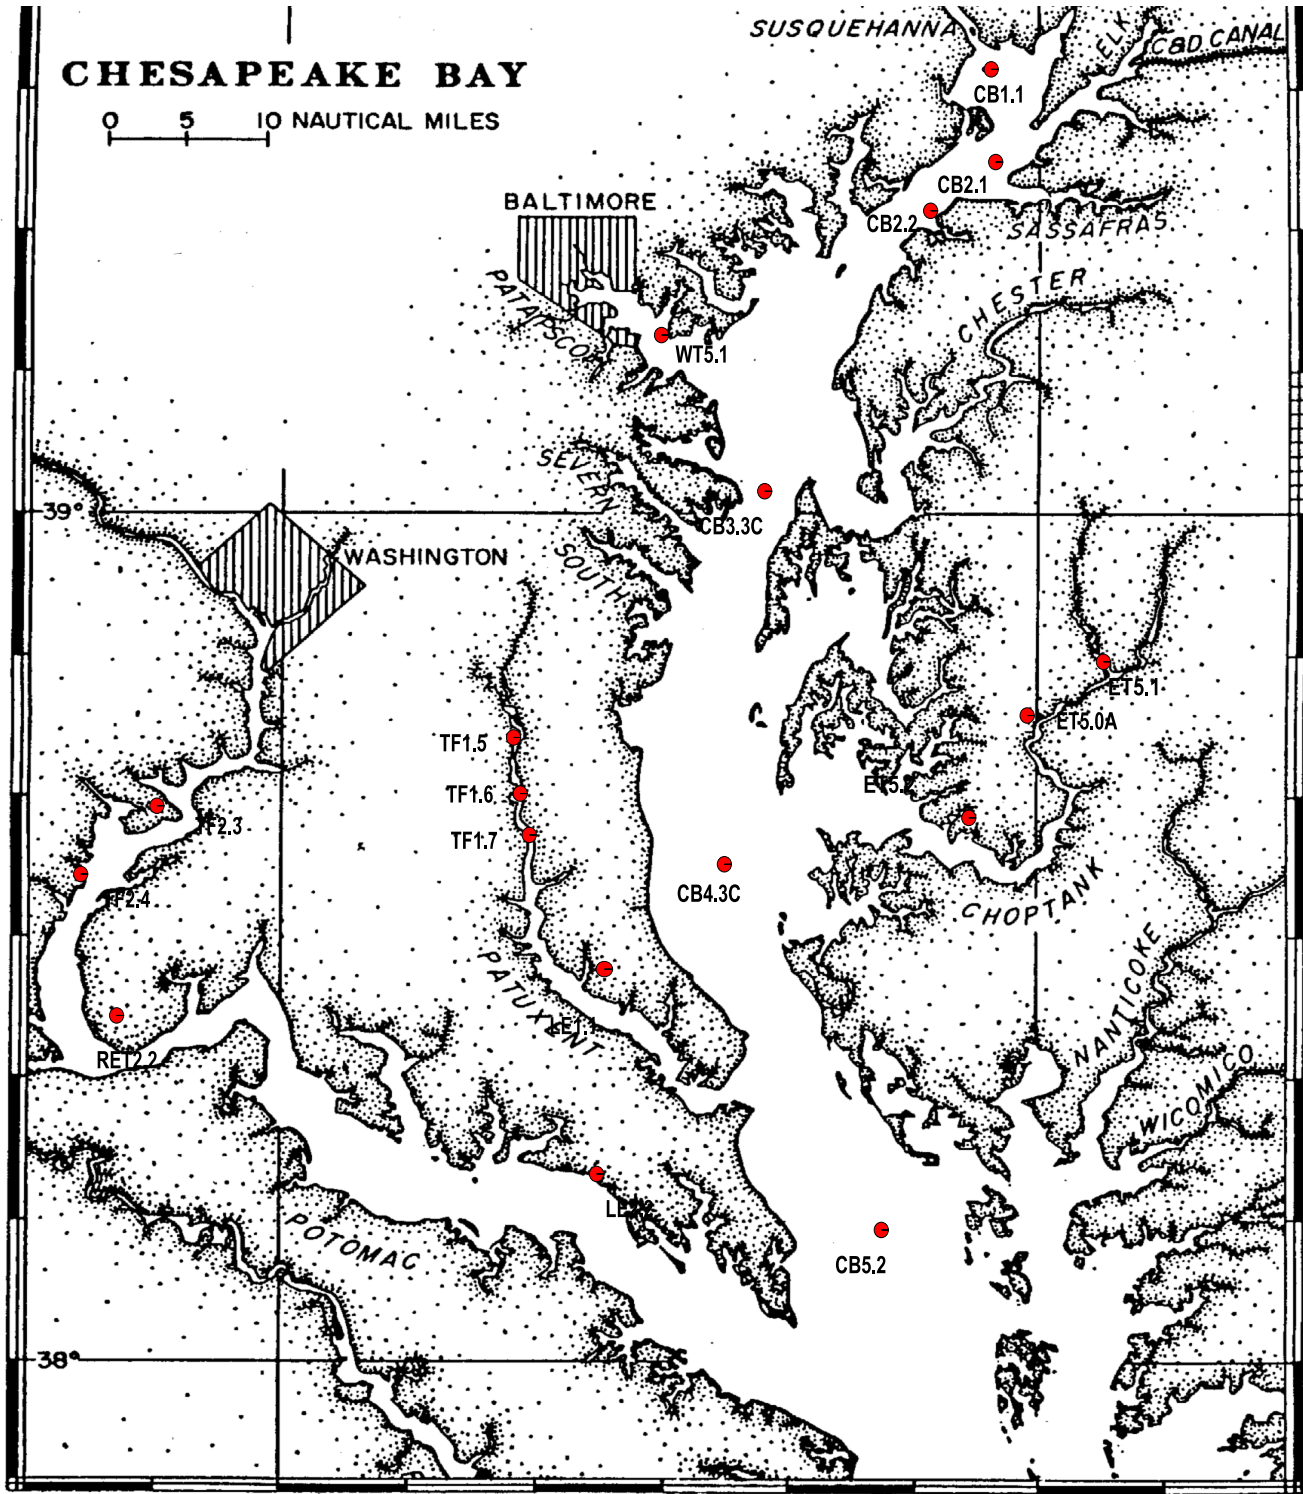 SUSQUEHANNA
ELK
C&D CANAL
CHESAPEAKE BAY
0 5 10 NAUTICAL MILES
CB1.1
CB2.1
CB2.2
SASSAFRAS
BALTIMORE
PATAPSCO
CHESTER
WT5.1
SEVERN
CB3.3C
39°
WASHINGTON
SOUTH
ET5.1
ET5.0A
TF1.5
TF1.6
TF1.7
TF2.3
TF2.4
CB4.3C
CHOPTANK
NANTICOKE
PATUXENT
LE1.1
RET2.2
WICOMICO
POTOMAC
CB5.2
38°